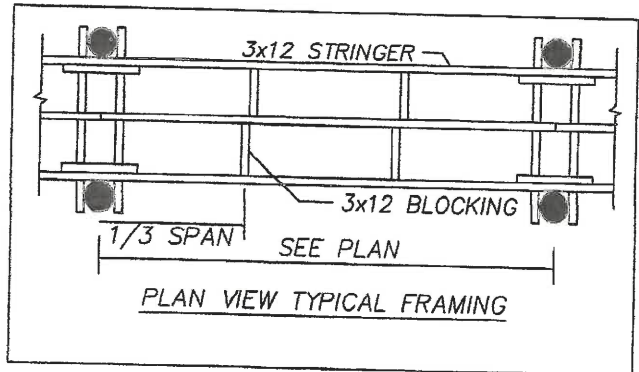 3x12 STRINGER
3x12 BLOCKING
1/3 SPAN
SEE PLAN
PLAN VIEW TYPICAL FRAMING